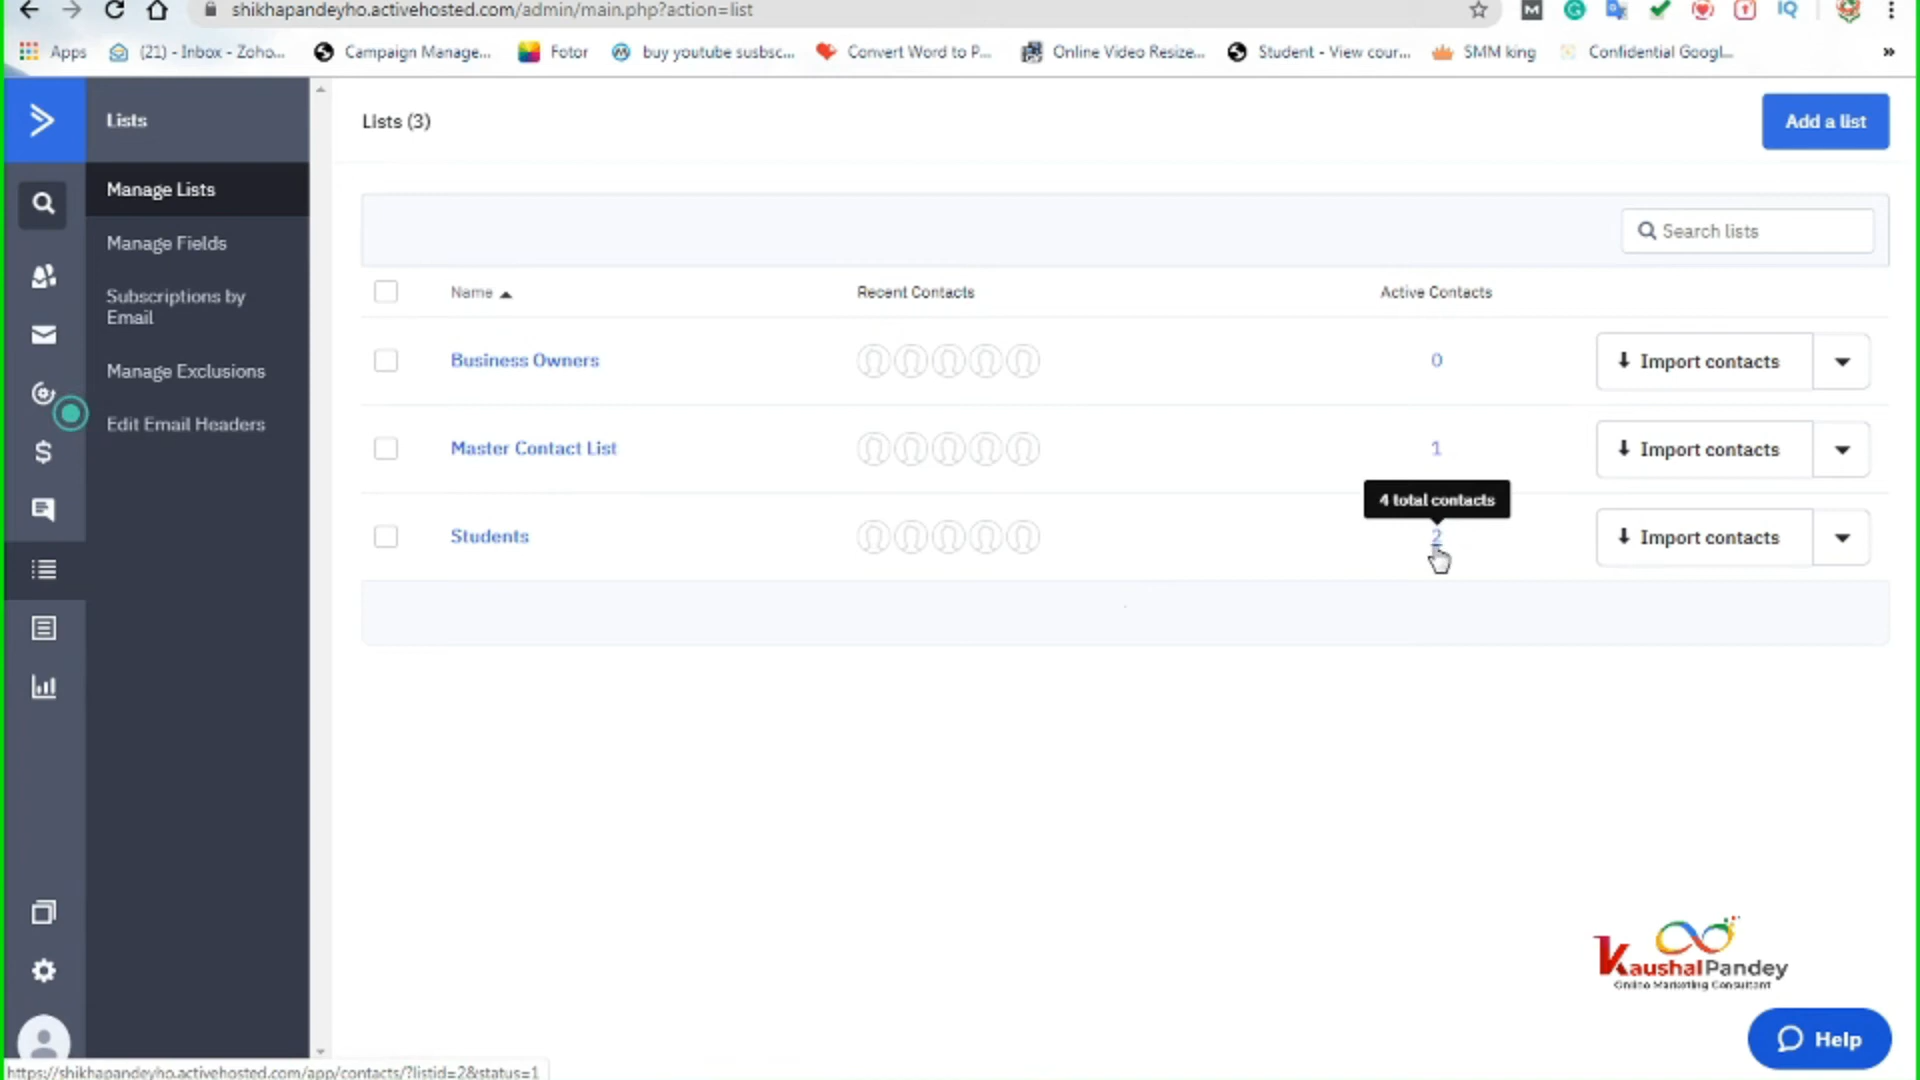 shikhapandeyho.activehosted.com/admin/main.php?action=list
Apps
(21) - Inbox - Zoho...
Campaign Manage...
Fotor
buy youtube susbsc...
Convert Word to P...
Online Video Resize...
Student - View cour...
SMM king
Confidential Googl...
»
Lists
Manage Lists
Manage Fields
Subscriptions by
Email
Manage Exclusions
Edit Email Headers
Lists (3)
Add a list
Search lists
Name
Recent Contacts
Active Contacts
Business Owners
0
Import contacts
Master Contact List
1
Import contacts
4 total contacts
Students
2
Import contacts
KaushalPandey
Online Marketing Consultant
Help
https://shikhapandeyho.activehosted.com/app/contacts/?listid=2&status=1